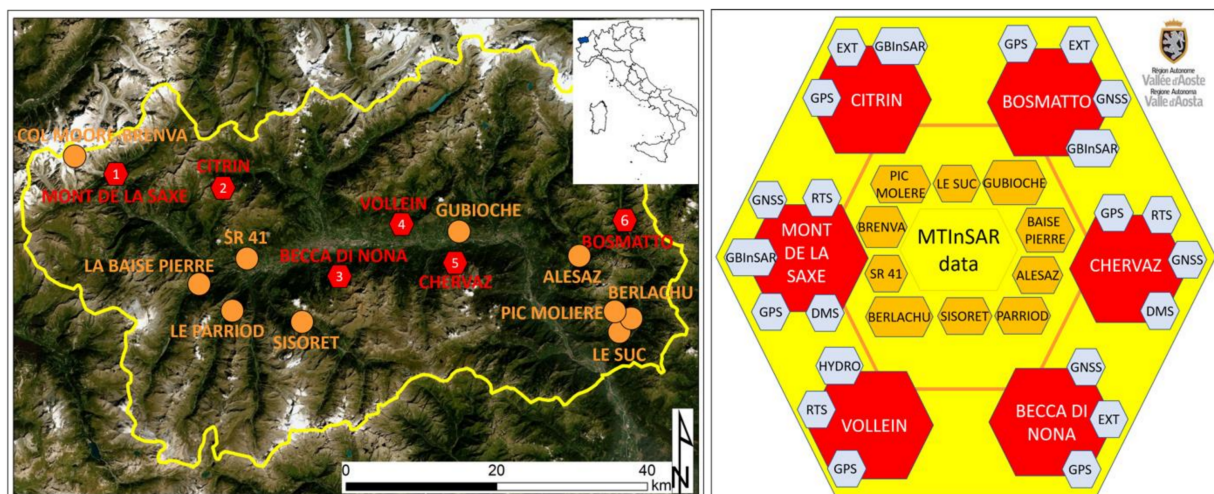 COL MOORE-BRENVA
1
MONT DE LA SAXE
CITRIN
2
VOLLEIN
4
GUBIOCHE
6
BOSMATTO
SR 41
BECCA DI NONA
3
5
CHERVAZ
ALESAZ
LA BAISE PIERRE
BERLACHU
LE PARRIOD
SISORET
PIC MOLIERE
LE SUC
0
20
40
km
N
EXT
GBInSAR
GPS
CITRIN
GPS
EXT
BOSMATTO
GNSS
GBInSAR
Région Autonome
Vallée d'Aoste
Regione Autonoma
Valle d'Aosta
PIC
MOLERE
LE SUC
GUBIOCHE
GNSS
RTS
MONT
DE LA
SAXE
GBInSAR
GPS
DMS
BRENVA
MTInSAR
data
BAISE
PIERRE
SR 41
ALESAZ
BERLACHU
SISORET
PARRIOD
GPS
RTS
CHERVAZ
GNSS
DMS
HYDRO
RTS
VOLLEIN
GPS
GNSS
BECCA DI
NONA
EXT
GPS